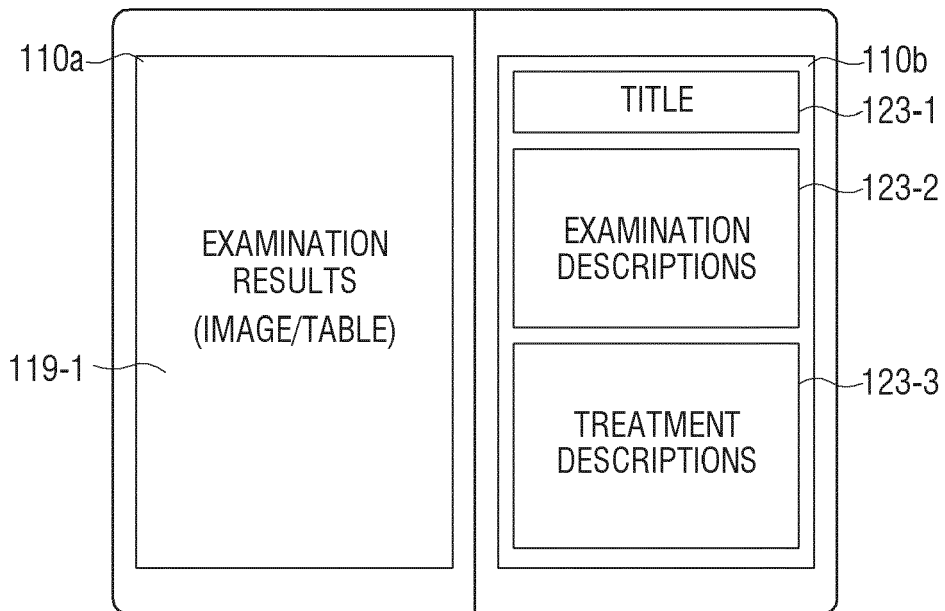 110a
EXAMINATION
RESULTS
(IMAGE/TABLE)
119-1
110b
TITLE
123-1
123-2
EXAMINATION
DESCRIPTIONS
123-3
TREATMENT
DESCRIPTIONS